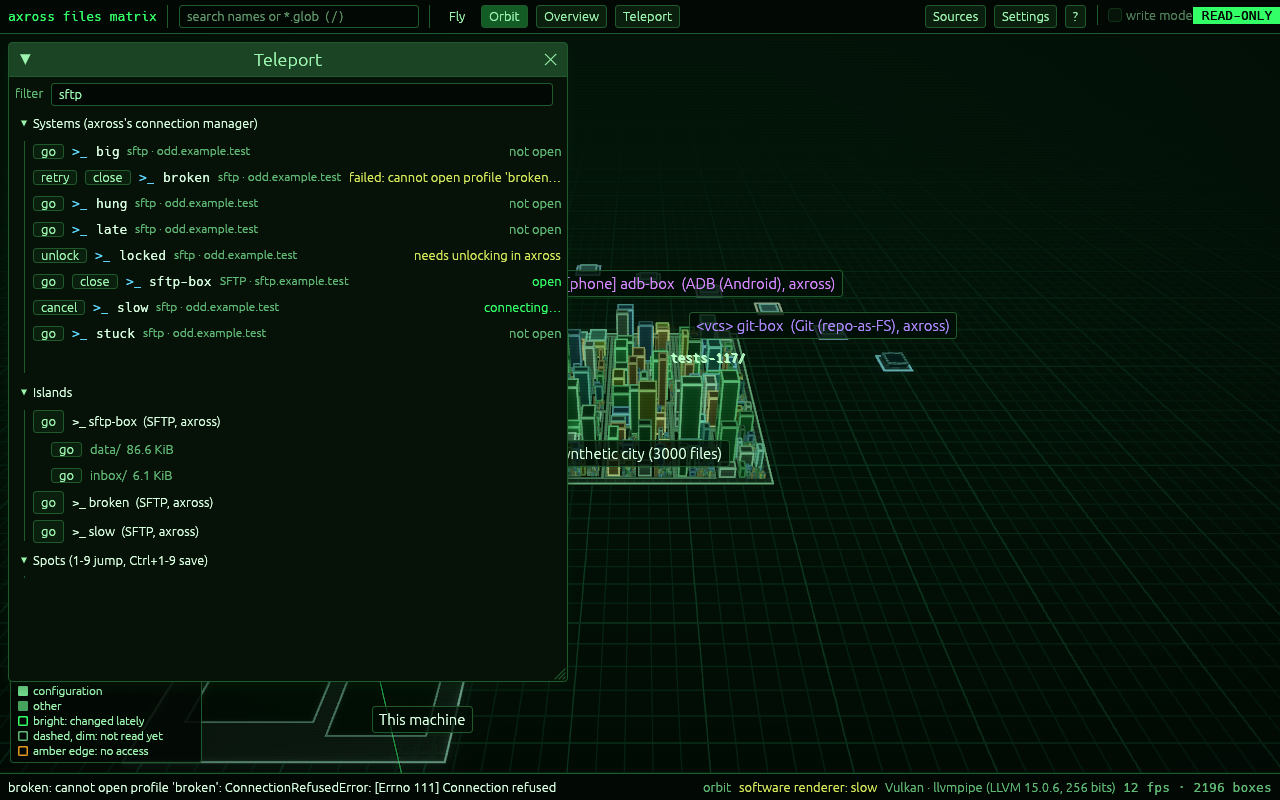 axross files matrix search names or *.glob (/) Fly Orbit Overview Teleport Sources Settings ? write mode READ-ONLY
▼ Teleport ×
filter sftp
▼ Systems (axross's connection manager)
go >_ big sftp · odd.example.test not open
retry close >_ broken sftp · odd.example.test failed: cannot open profile 'broken...
go >_ hung sftp · odd.example.test not open
go >_ late sftp · odd.example.test not open
unlock >_ locked sftp · odd.example.test needs unlocking in axross
go close >_ sftp-box SFTP · sftp.example.test open
cancel >_ slow sftp · odd.example.test connecting...
go >_ stuck sftp · odd.example.test not open
▼ Islands
go >_ sftp-box (SFTP, axross)
go data/ 86.6 KiB
go inbox/ 6.1 KiB
go >_ broken (SFTP, axross)
go >_ slow (SFTP, axross)
▼ Spots (1-9 jump, Ctrl+1-9 save)
[phone] adb-box (ADB (Android), axross)
<vcs> git-box (Git (repo-as-FS), axross)
tests-117/
nthetic city (3000 files)
This machine
configuration
other
bright: changed lately
dashed, dim: not read yet
amber edge: no access
broken: cannot open profile 'broken': ConnectionRefusedError: [Errno 111] Connection refused orbit software renderer: slow Vulkan · llvmpipe (LLVM 15.0.6, 256 bits) 12 fps · 2196 boxes